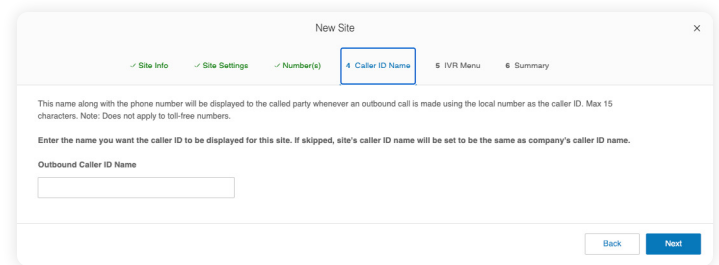 New Site
Site Info
Site Settings
Number(s)
4 Caller ID Name
5 IVR Menu
6 Summary
This name along with the phone number will be displayed to the called party whenever an outbound call is made using the local number as the caller ID. Max 15
characters. Note: Does not apply to toll-free numbers.
Enter the name you want the caller ID to be displayed for this site. If skipped, site's caller ID name will be set to be the same as company's caller ID name.
Outbound Caller ID Name
Back
Next